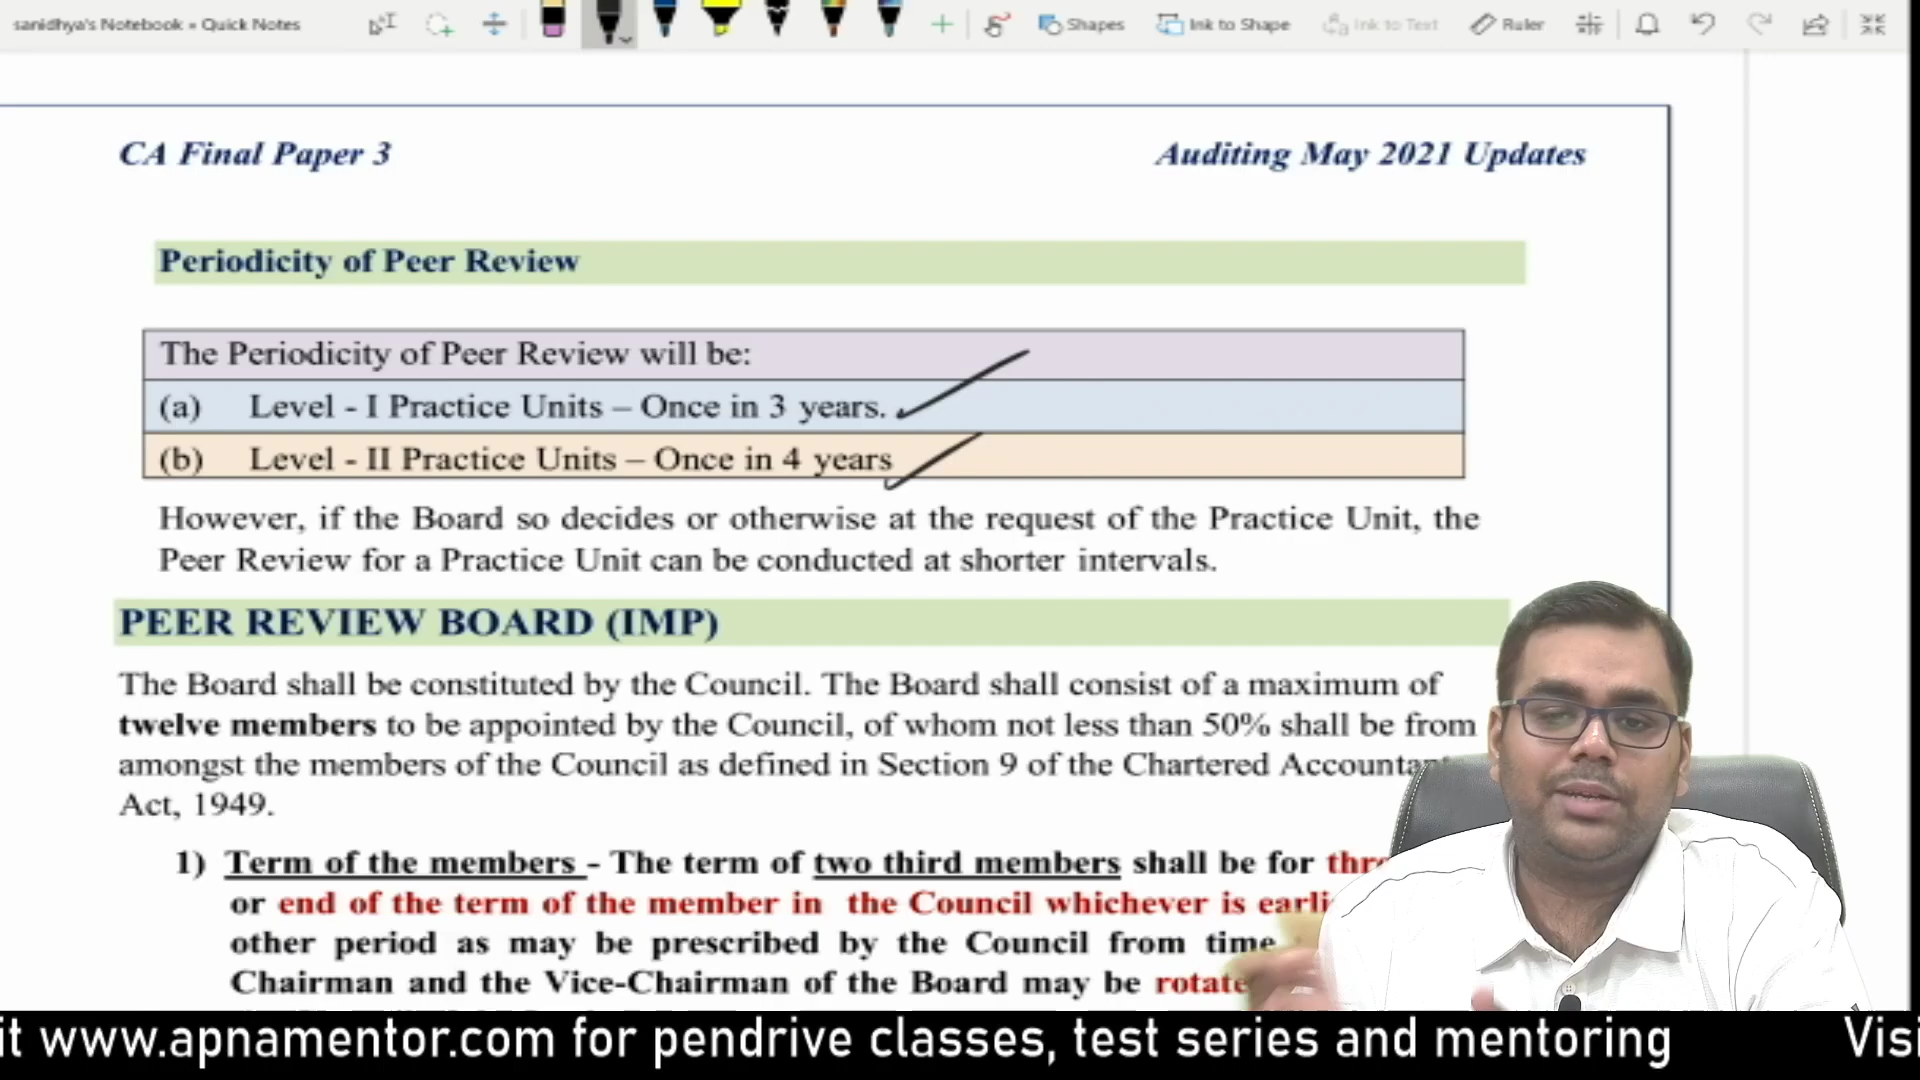 sanidhya's Notebook » Quick Notes
Shapes
Ink to Shape
Ink to Text
Ruler
CA Final Paper 3
Auditing May 2021 Updates
Periodicity of Peer Review
The Periodicity of Peer Review will be:
(a) Level - I Practice Units – Once in 3 years.
(b) Level - II Practice Units – Once in 4 years
However, if the Board so decides or otherwise at the request of the Practice Unit, the
Peer Review for a Practice Unit can be conducted at shorter intervals.
PEER REVIEW BOARD (IMP)
The Board shall be constituted by the Council. The Board shall consist of a maximum of
twelve members to be appointed by the Council, of whom not less than 50% shall be from
amongst the members of the Council as defined in Section 9 of the Chartered
Act, 1949.
1) Term of the members - The term of two third members shall be for
or end of the term of the member in the Council whichever is
other period as may be prescribed by the Council from time
Chairman and the Vice-Chairman of the Board may be
it www.apnamentor.com for pendrive classes, test series and mentoring Visi